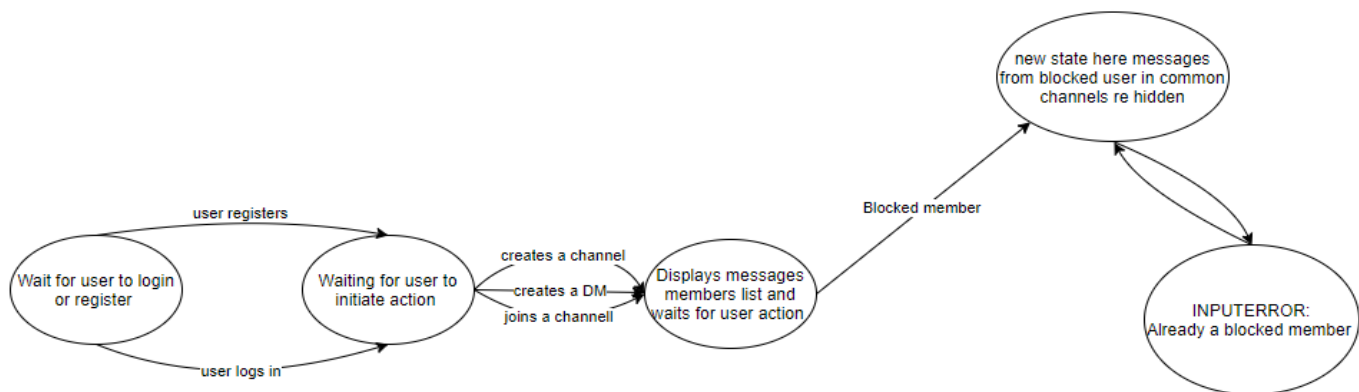 new state here messages
from blocked user in common
channels re hidden
user registers
Blocked member
creates a channel
Wait for user to login
or register
Waiting for user to
initiate action
creates a DM
joins a channell
Displays messages
members list and
waits for user action
INPUTERROR:
Already a blocked member
user logs in